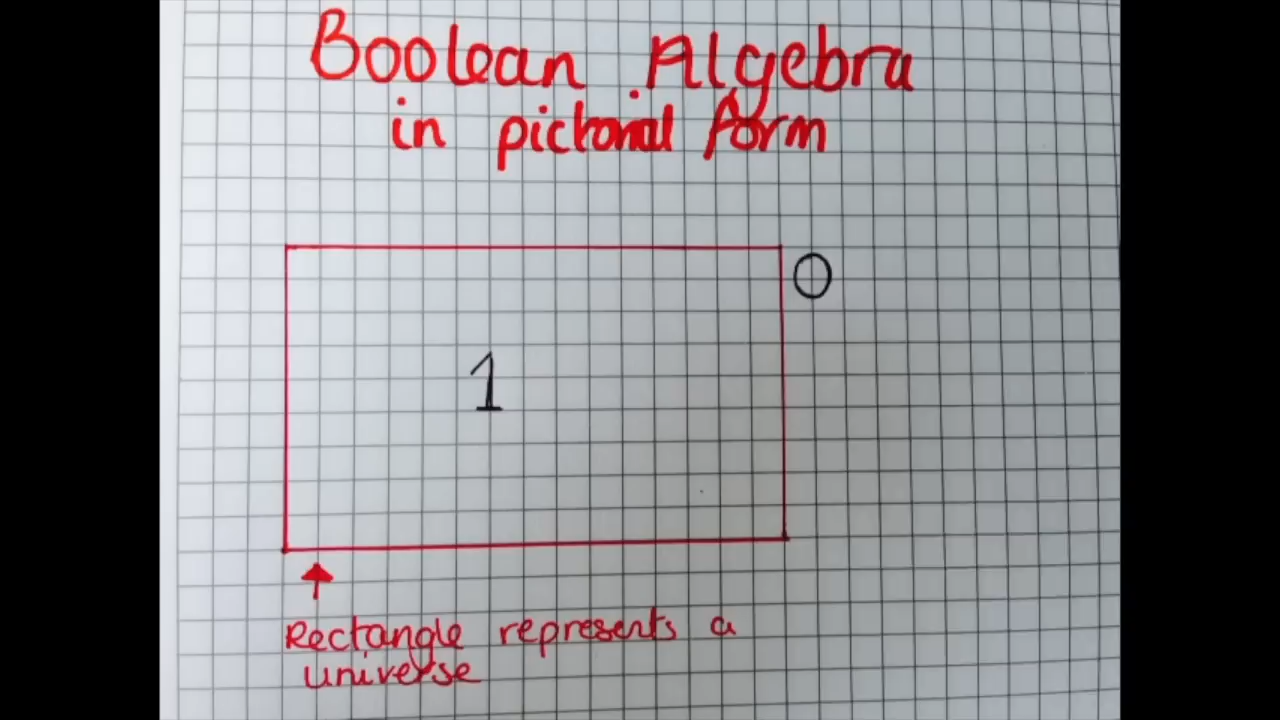 Boolean Algebra
in pictorial form
0
1
Rectangle represents a
universe